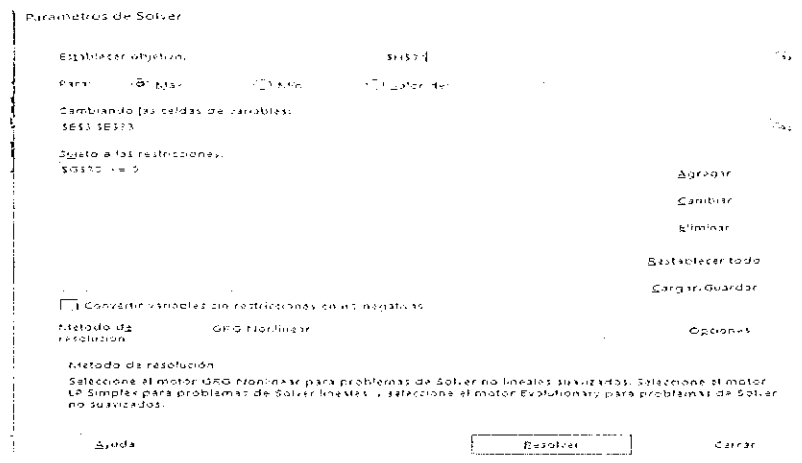 Parámetros de Solver
Establecer objetivo:
Para: Máx Mín Valor de:
Cambiando las celdas de variables:
Sujeto a las restricciones:
Agregar
Cambiar
Eliminar
Restablecer todo
Cargar/Guardar
Convertir variables sin restricciones en no negativas
Método de resolución
GRG Nonlinear
Opciones
Método de resolución
Seleccione el motor GRG Nonlinear para problemas de Solver no lineales suavizados. Seleccione el motor
LP Simplex para problemas de Solver lineales, y seleccione el motor Evolutionary para problemas de Solver
no suavizados.
Ayuda
Resolver
Cerrar